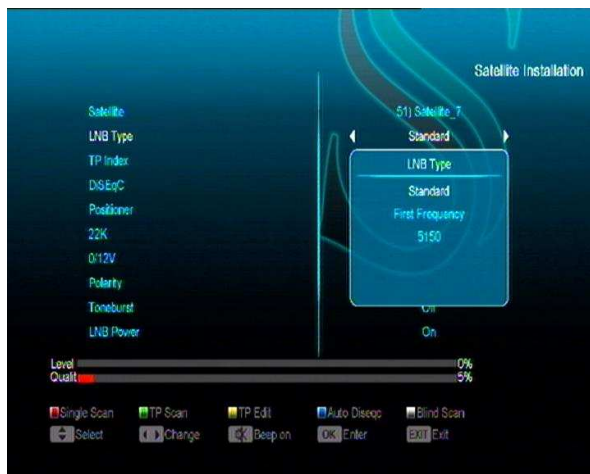 Satellite Installation
Satellite 51) Satellite_7
LNB Type Standard
TP Index LNB Type
DiSEqC Standard
Positioner First Frequency
22K 5150
0/12V
Polarity
Toneburst Off
LNB Power On
Level 0%
Qualit 5%
Single Scan TP Scan TP Edit Auto Diseqc Blind Scan
Select Change Beep on OK Enter EXIT Exit